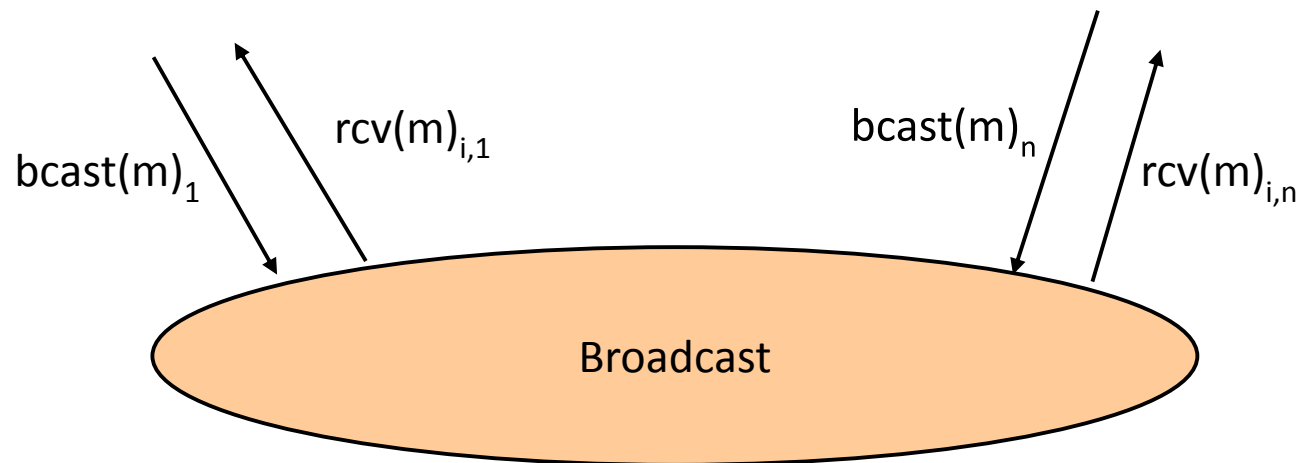 bcast(m)₁
rcv(m)ᵢ,₁
bcast(m)ₙ
rcv(m)ᵢ,ₙ
Broadcast